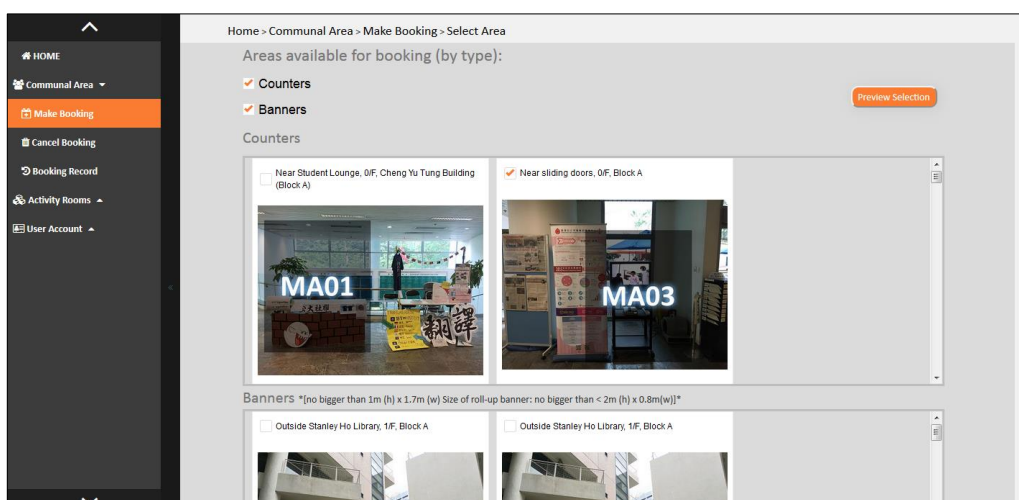 Home > Communal Area > Make Booking > Select Area
HOME
Communal Area
Make Booking
Cancel Booking
Booking Record
Activity Rooms
User Account
Areas available for booking (by type):
Counters
Banners
Preview Selection
Counters
Near Student Lounge, 0/F, Cheng Yu Tung Building
(Block A)
MA01
翻譯
Near sliding doors, 0/F, Block A
MA03
Banners *[no bigger than 1m (h) x 1.7m (w) Size of roll-up banner: no bigger than < 2m (h) x 0.8m(w)]*
Outside Stanley Ho Library, 1/F, Block A
Outside Stanley Ho Library, 1/F, Block A